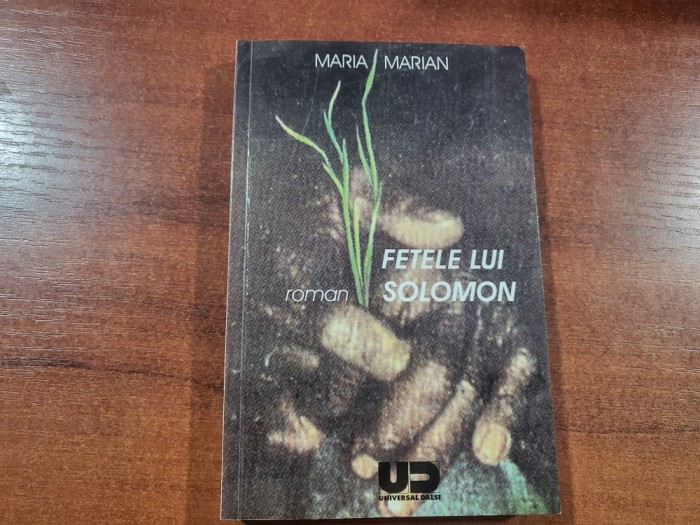 MARIA MARIAN
FETELE LUI
roman SOLOMON
UD
UNIVERSAL DALSI